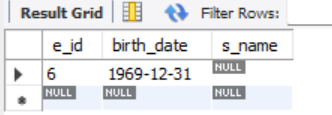 Result Grid Filter Rows:
e_id birth_date s_name
6 1969-12-31 NULL
NULL NULL NULL